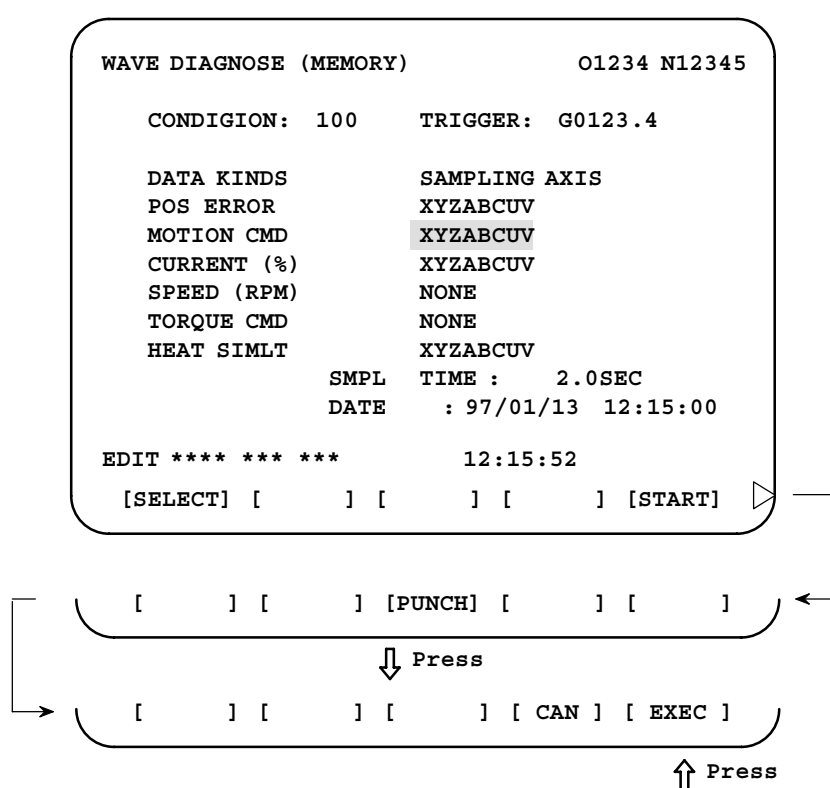 WAVE DIAGNOSE (MEMORY) O1234 N12345
CONDIGION: 100 TRIGGER: G0123.4
DATA KINDS SAMPLING AXIS
POS ERROR XYZABCUV
MOTION CMD XYZABCUV
CURRENT (%) XYZABCUV
SPEED (RPM) NONE
TORQUE CMD NONE
HEAT SIMLT XYZABCUV
SMPL TIME : 2.0SEC
DATE : 97/01/13 12:15:00
EDIT **** *** *** 12:15:52
[SELECT] [ ] [ ] [ ] [START]
[ ] [ ] [PUNCH] [ ] [ ]
Press
[ ] [ ] [ ] [ CAN ] [ EXEC ]
Press